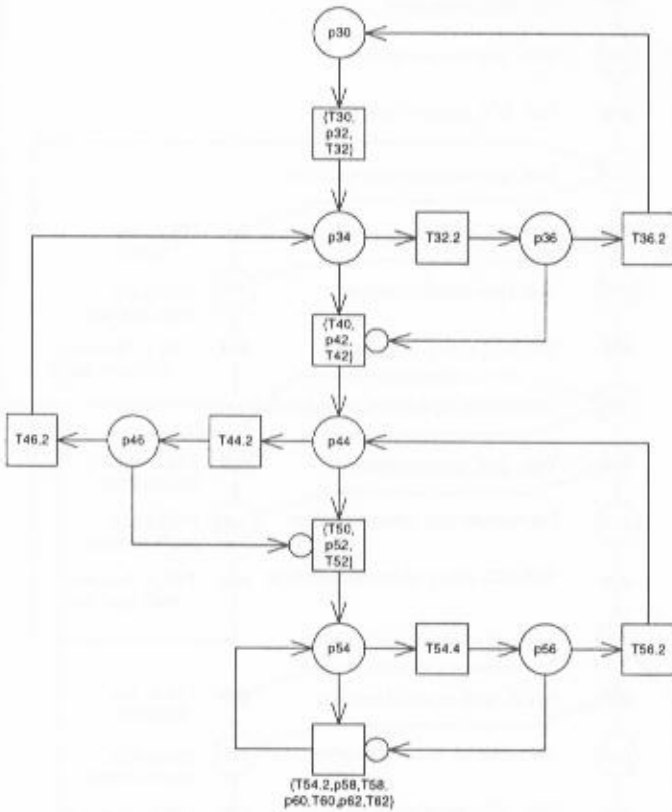 p30
{T30,
p32,
T32}
p34
T32.2
p36
T36.2
{T40,
p42,
T42}
T46.2
p46
T44.2
p44
{T50,
p52,
T52}
p54
T54.4
p56
T56.2
{T54.2,p58,T58,
p60,T60,p62,T62}